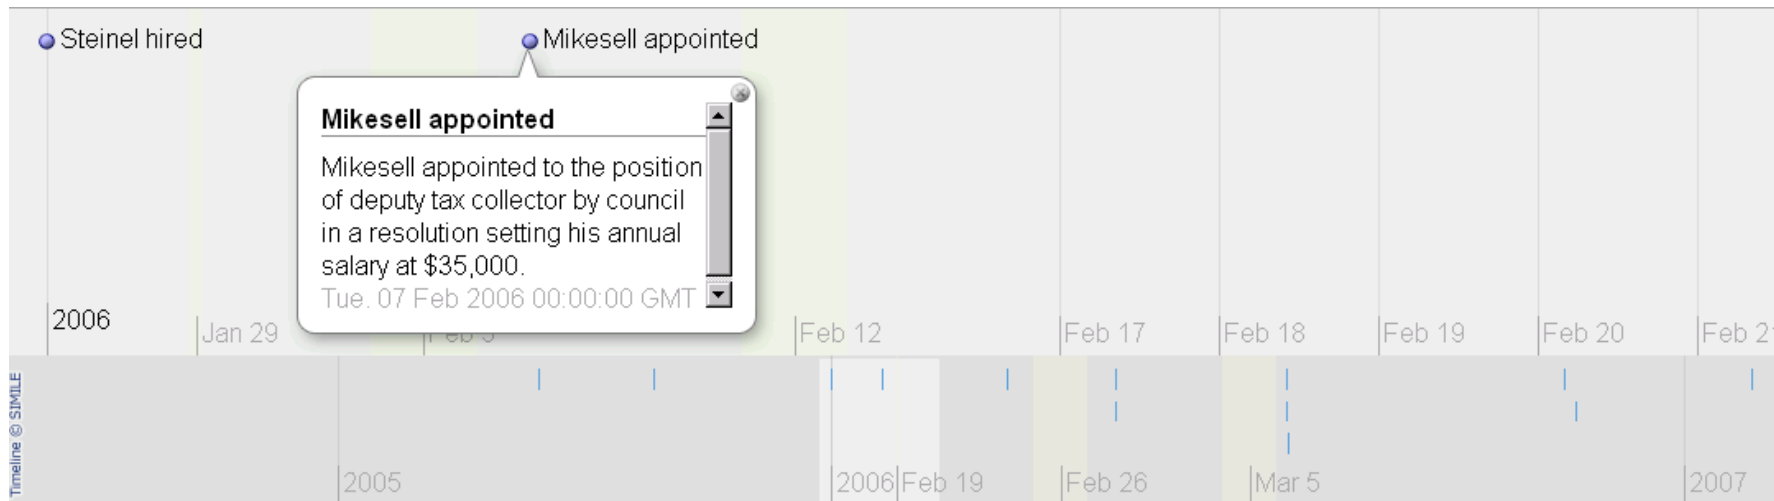 Steinel hired
Mikesell appointed
Mikesell appointed
Mikesell appointed to the position
of deputy tax collector by council
in a resolution setting his annual
salary at $35,000.
Tue. 07 Feb 2006 00:00:00 GMT
2006
Jan 29
Feb 12
Feb 17
Feb 18
Feb 19
Feb 20
Feb 2
Timeline © SIMILE
2005
2006
Feb 19
Feb 26
Mar 5
2007